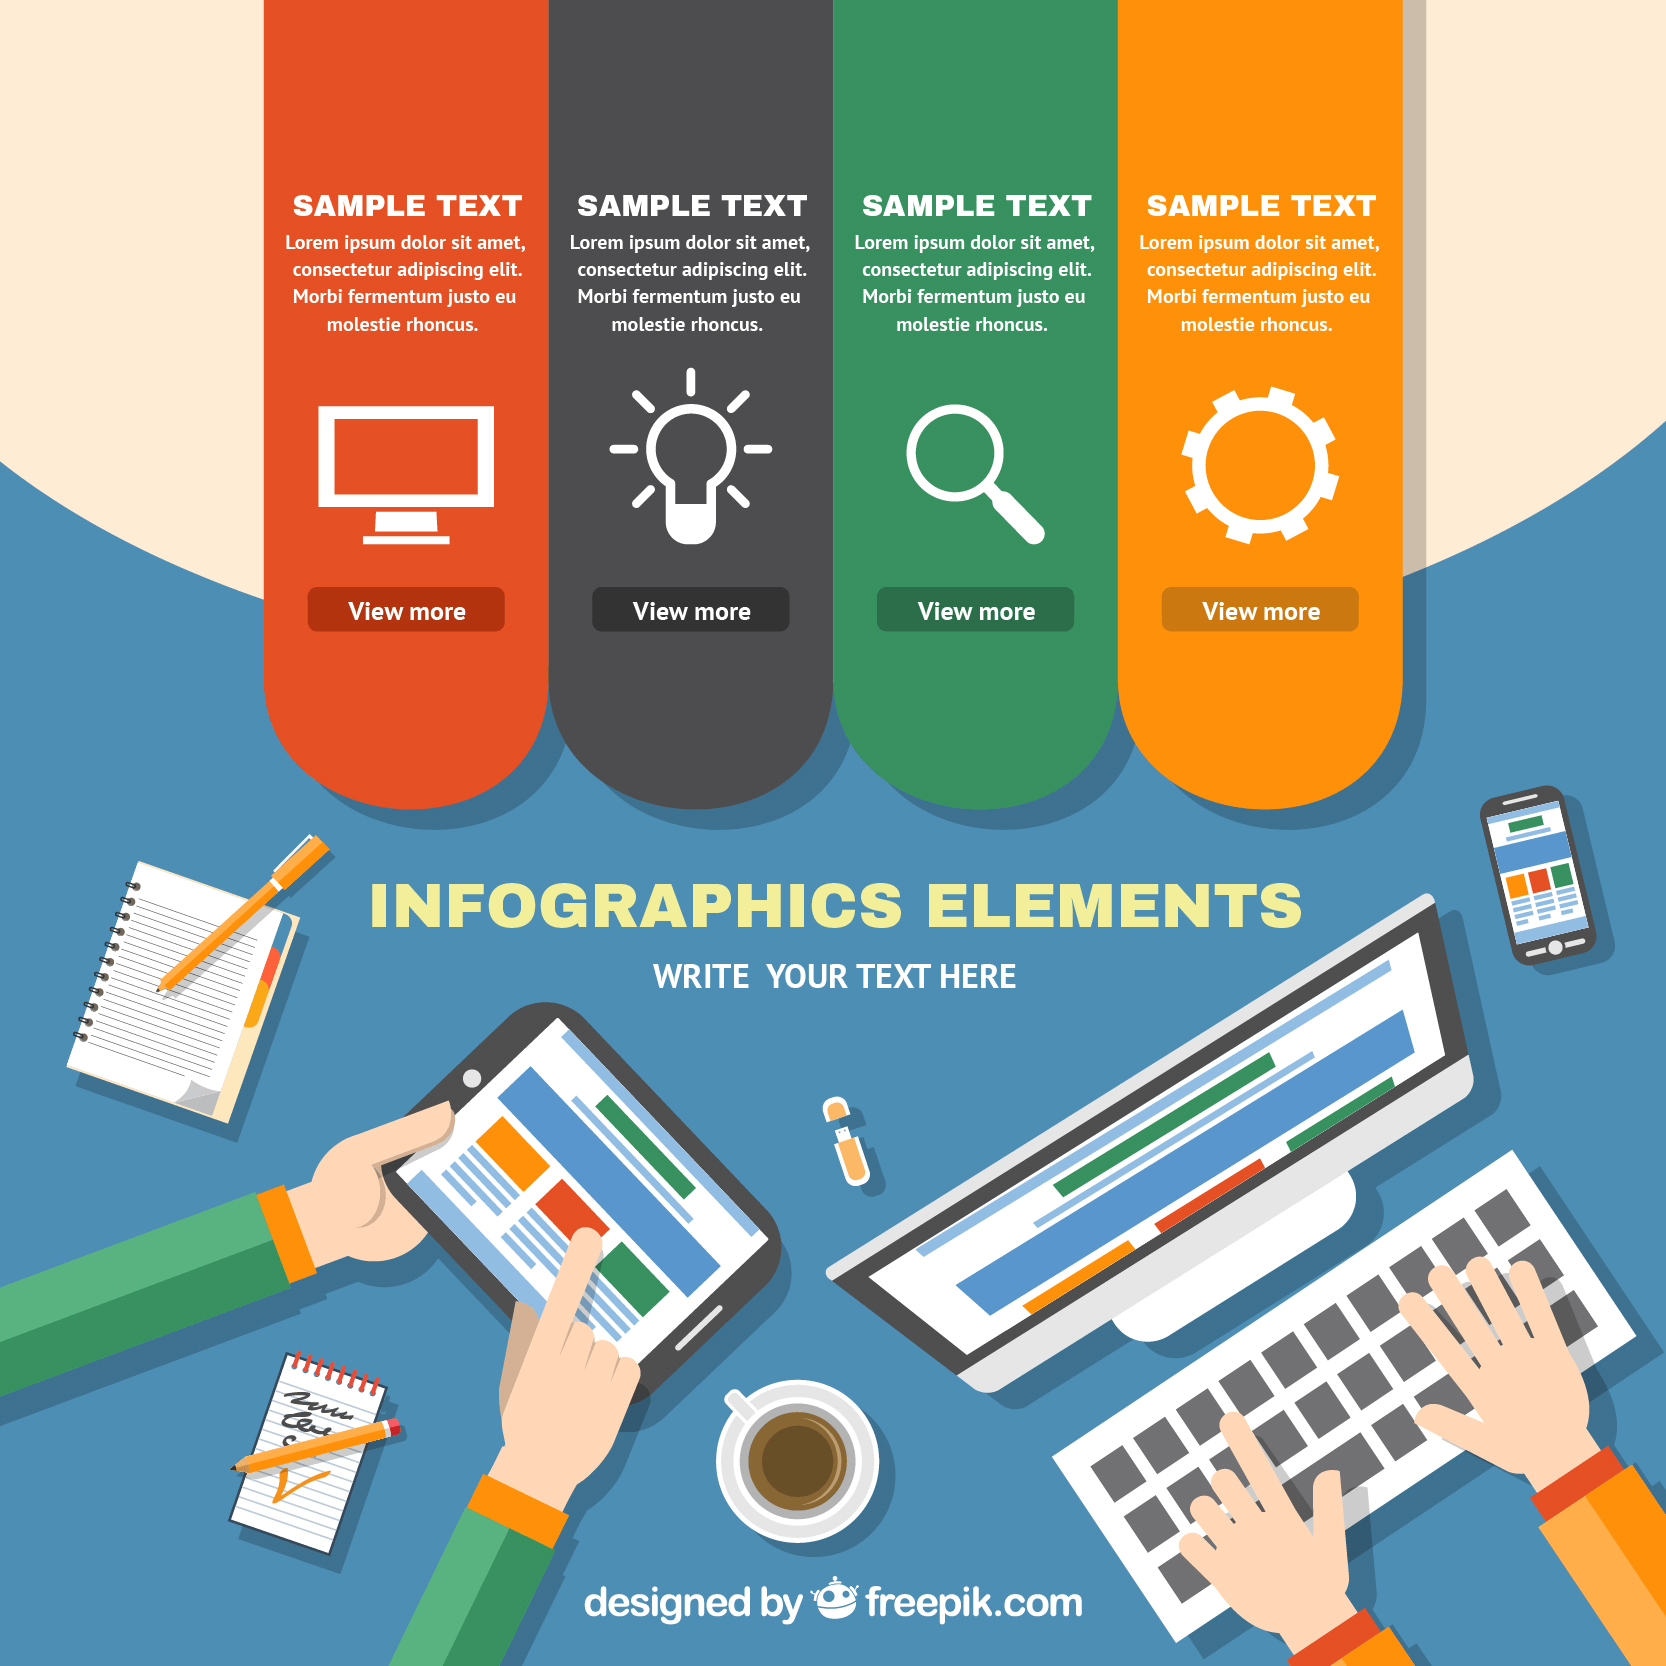 SAMPLE TEXT
Lorem ipsum dolor sit amet,
consectetur adipiscing elit.
Morbi fermentum justo eu
molestie rhoncus.
View more
SAMPLE TEXT
Lorem ipsum dolor sit amet,
consectetur adipiscing elit.
Morbi fermentum justo eu
molestie rhoncus.
View more
SAMPLE TEXT
Lorem ipsum dolor sit amet,
consectetur adipiscing elit.
Morbi fermentum justo eu
molestie rhoncus.
View more
SAMPLE TEXT
Lorem ipsum dolor sit amet,
consectetur adipiscing elit.
Morbi fermentum justo eu
molestie rhoncus.
View more
INFOGRAPHICS ELEMENTS
WRITE YOUR TEXT HERE
designed by freepik.com